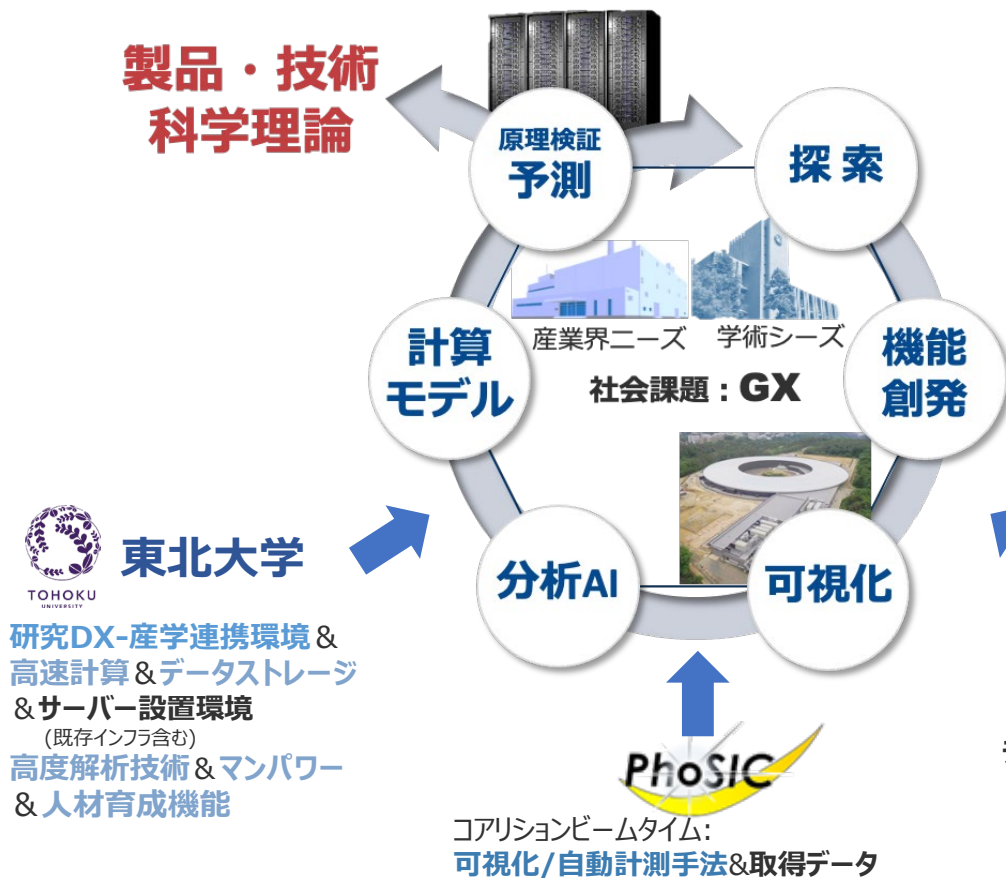 製品・技術
科学理論
原理検証
予測
探 索
産業界ニーズ
学術シーズ
計算
モデル
社会課題：GX
機能
創発
分析AI
可視化
TOHOKU
UNIVERSITY
東北大学
研究DX-産学連携環境＆
高速計算＆データストレージ
＆サーバー設置環境
(既存インフラ含む)
高度解析技術＆マンパワー
＆人材育成機能
PhoSIC
コアリションビームタイム:
可視化/自動計測手法&取得データ